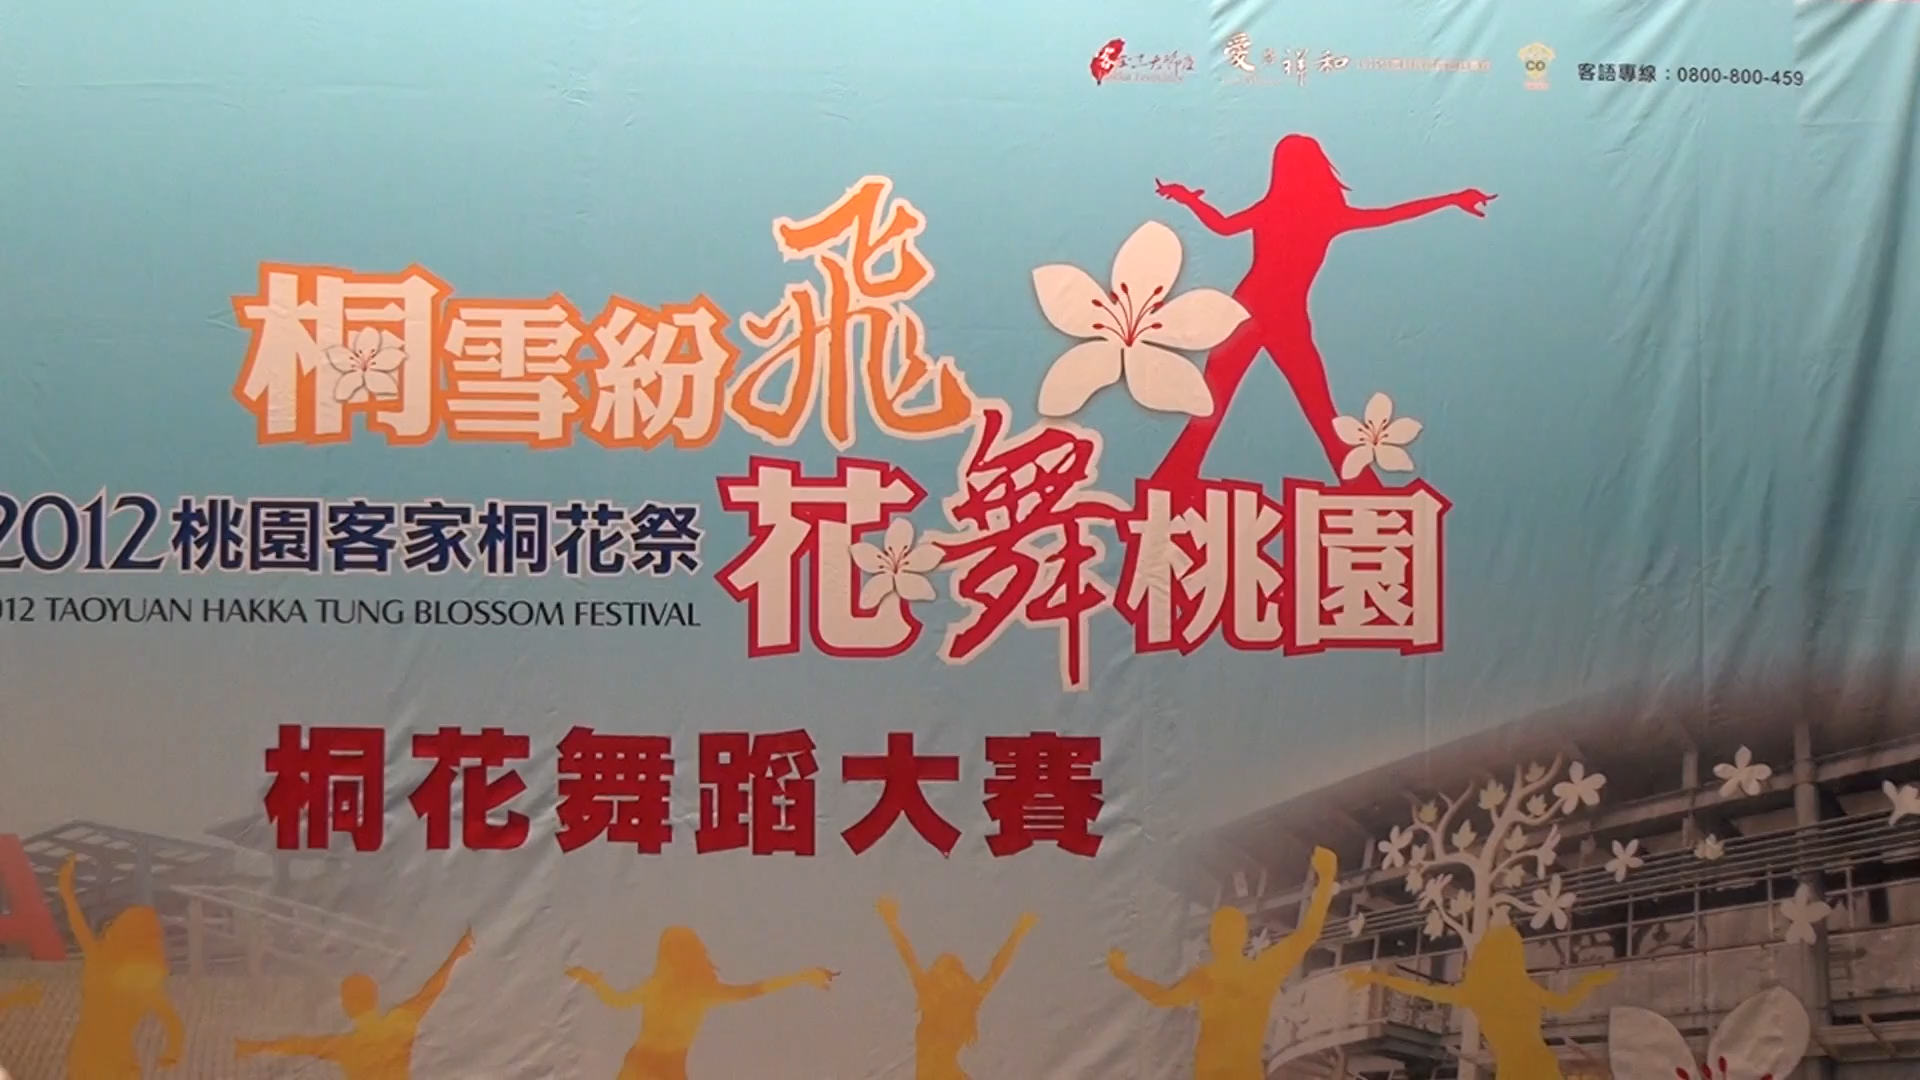 客語專線：0800-800-459
桐雪紛飛
花舞桃園
2012桃園客家桐花祭
012 TAOYUAN HAKKA TUNG BLOSSOM FESTIVAL
桐花舞蹈大賽